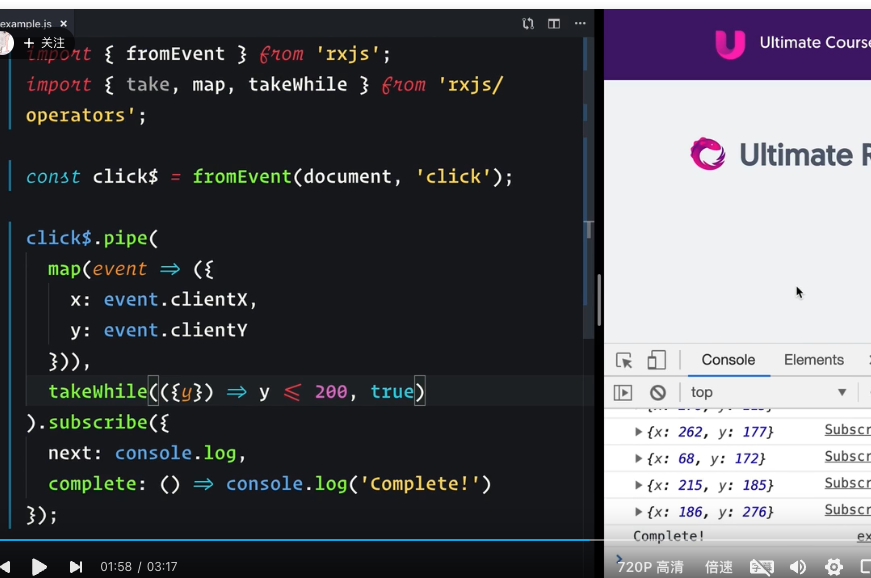 example.js ×
+ 关注
import { fromEvent } from 'rxjs';
import { take, map, takeWhile } from 'rxjs/
operators';
const click$ = fromEvent(document, 'click');
click$.pipe(
map(event => ({
x: event.clientX,
y: event.clientY
})),
takeWhile(({y}) => y <= 200, true)
).subscribe({
next: console.log,
complete: () => console.log('Complete!')
});
01:58 / 03:17
Ultimate Course
Ultimate R
Console Elements
top
{x: 262, y: 177} Subscr
{x: 68, y: 172} Subscr
{x: 215, y: 185} Subscr
{x: 186, y: 276} Subscr
Complete! ex
720P 高清 倍速